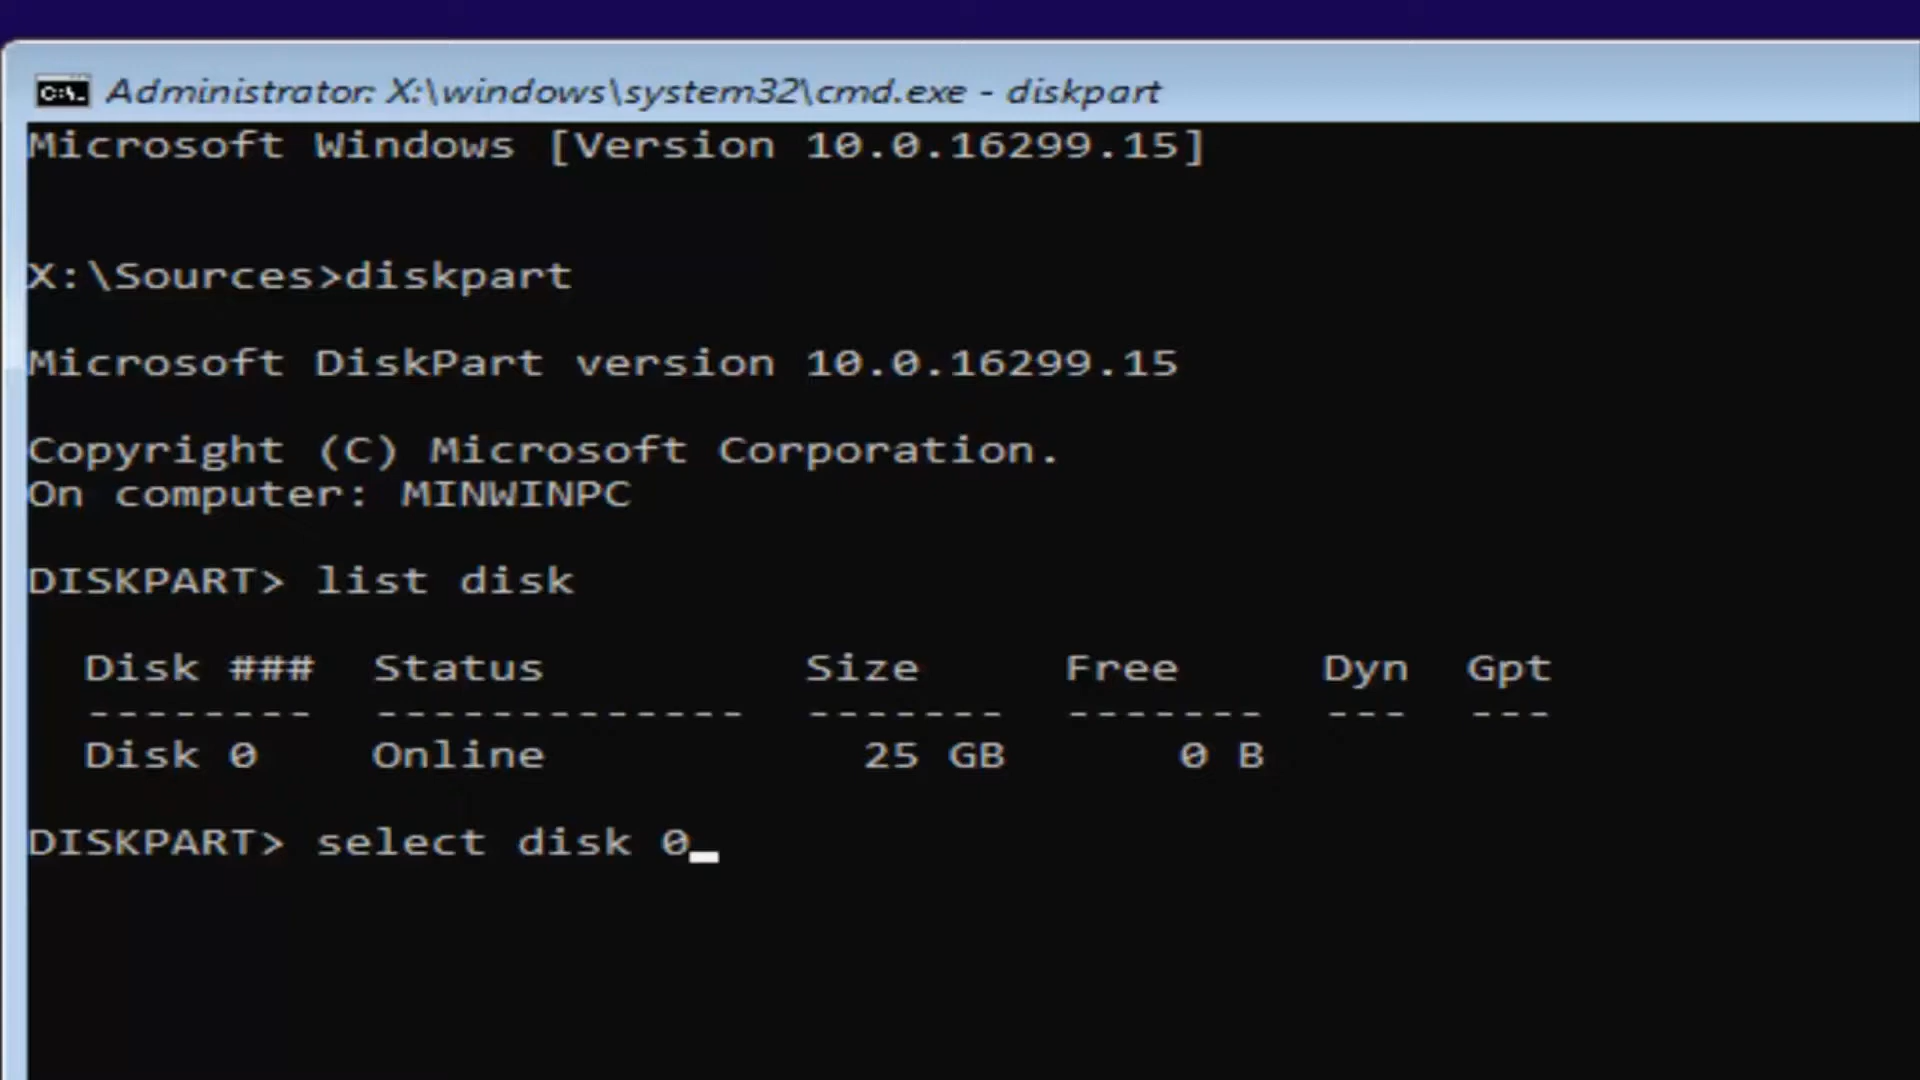 Administrator: X:\windows\system32\cmd.exe - diskpart
Microsoft Windows [Version 10.0.16299.15]
X:\Sources>diskpart
Microsoft DiskPart version 10.0.16299.15
Copyright (C) Microsoft Corporation.
On computer: MINWINPC
DISKPART> list disk
Disk ###  Status         Size     Free     Dyn  Gpt
--------  -------------  -------  -------  ---  ---
Disk 0    Online           25 GB      0 B
DISKPART> select disk 0